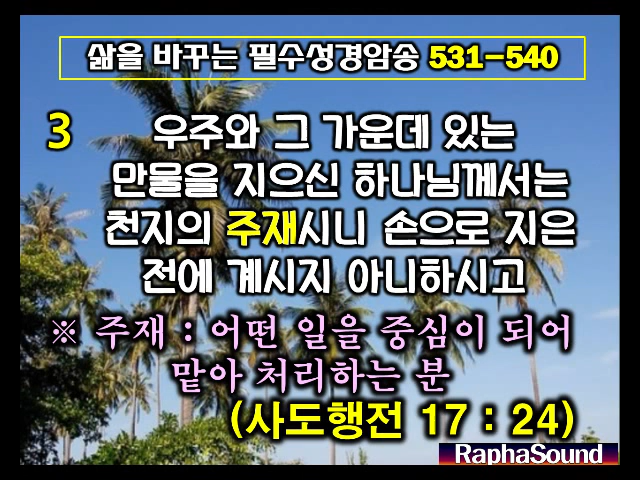 삶을 바꾸는 필수성경암송 531-540
3 우주와 그 가운데 있는
만물을 지으신 하나님께서는
천지의 주재시니 손으로 지은
전에 계시지 아니하시고
※ 주재 : 어떤 일을 중심이 되어
맡아 처리하는 분
(사도행전 17 : 24)
RaphaSound